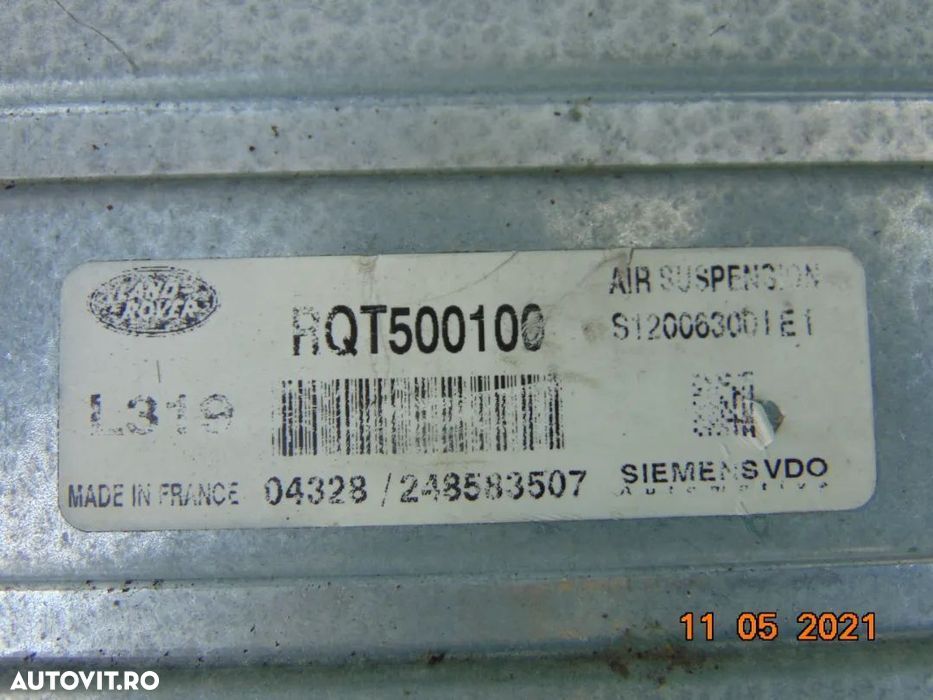 LAND
ROVER
RQT500100
AIR SUSPENSION
S120063001E1
L319
MADE IN FRANCE
04328 / 248583507
SIEMENS VDO
Automotive
11 05 2021
AUTOVIT.RO